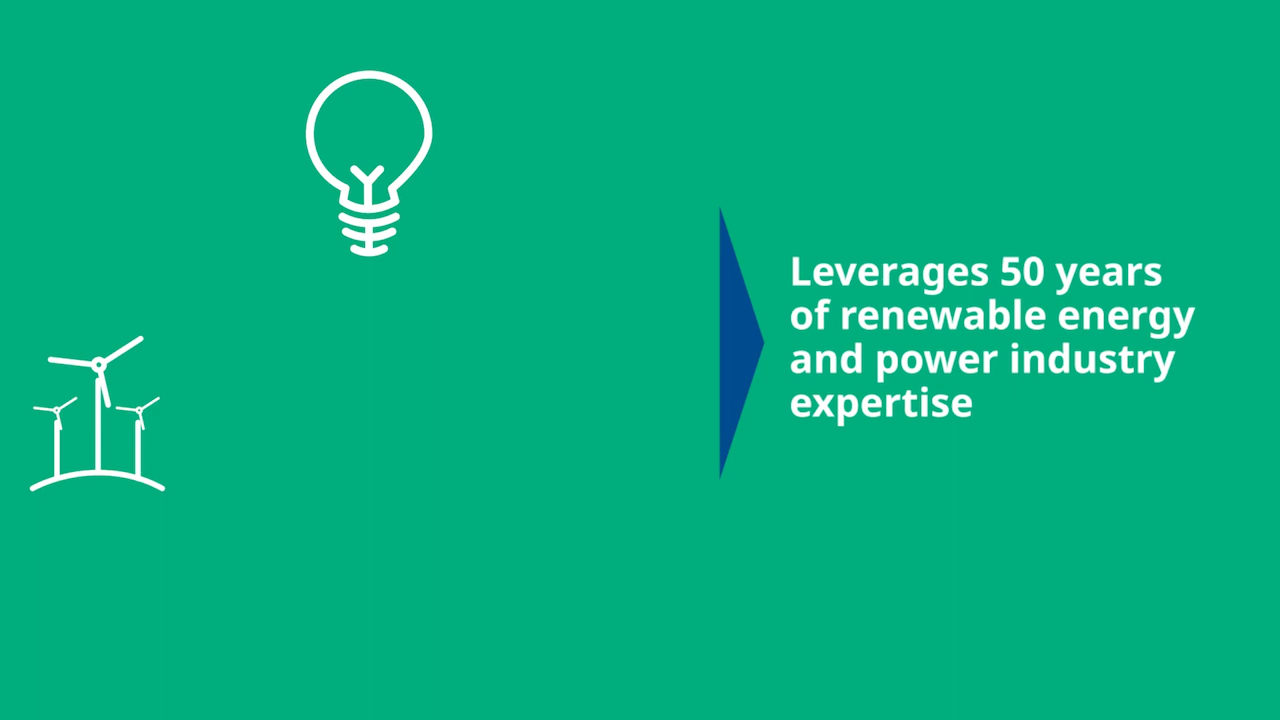 Leverages 50 years
of renewable energy
and power industry
expertise